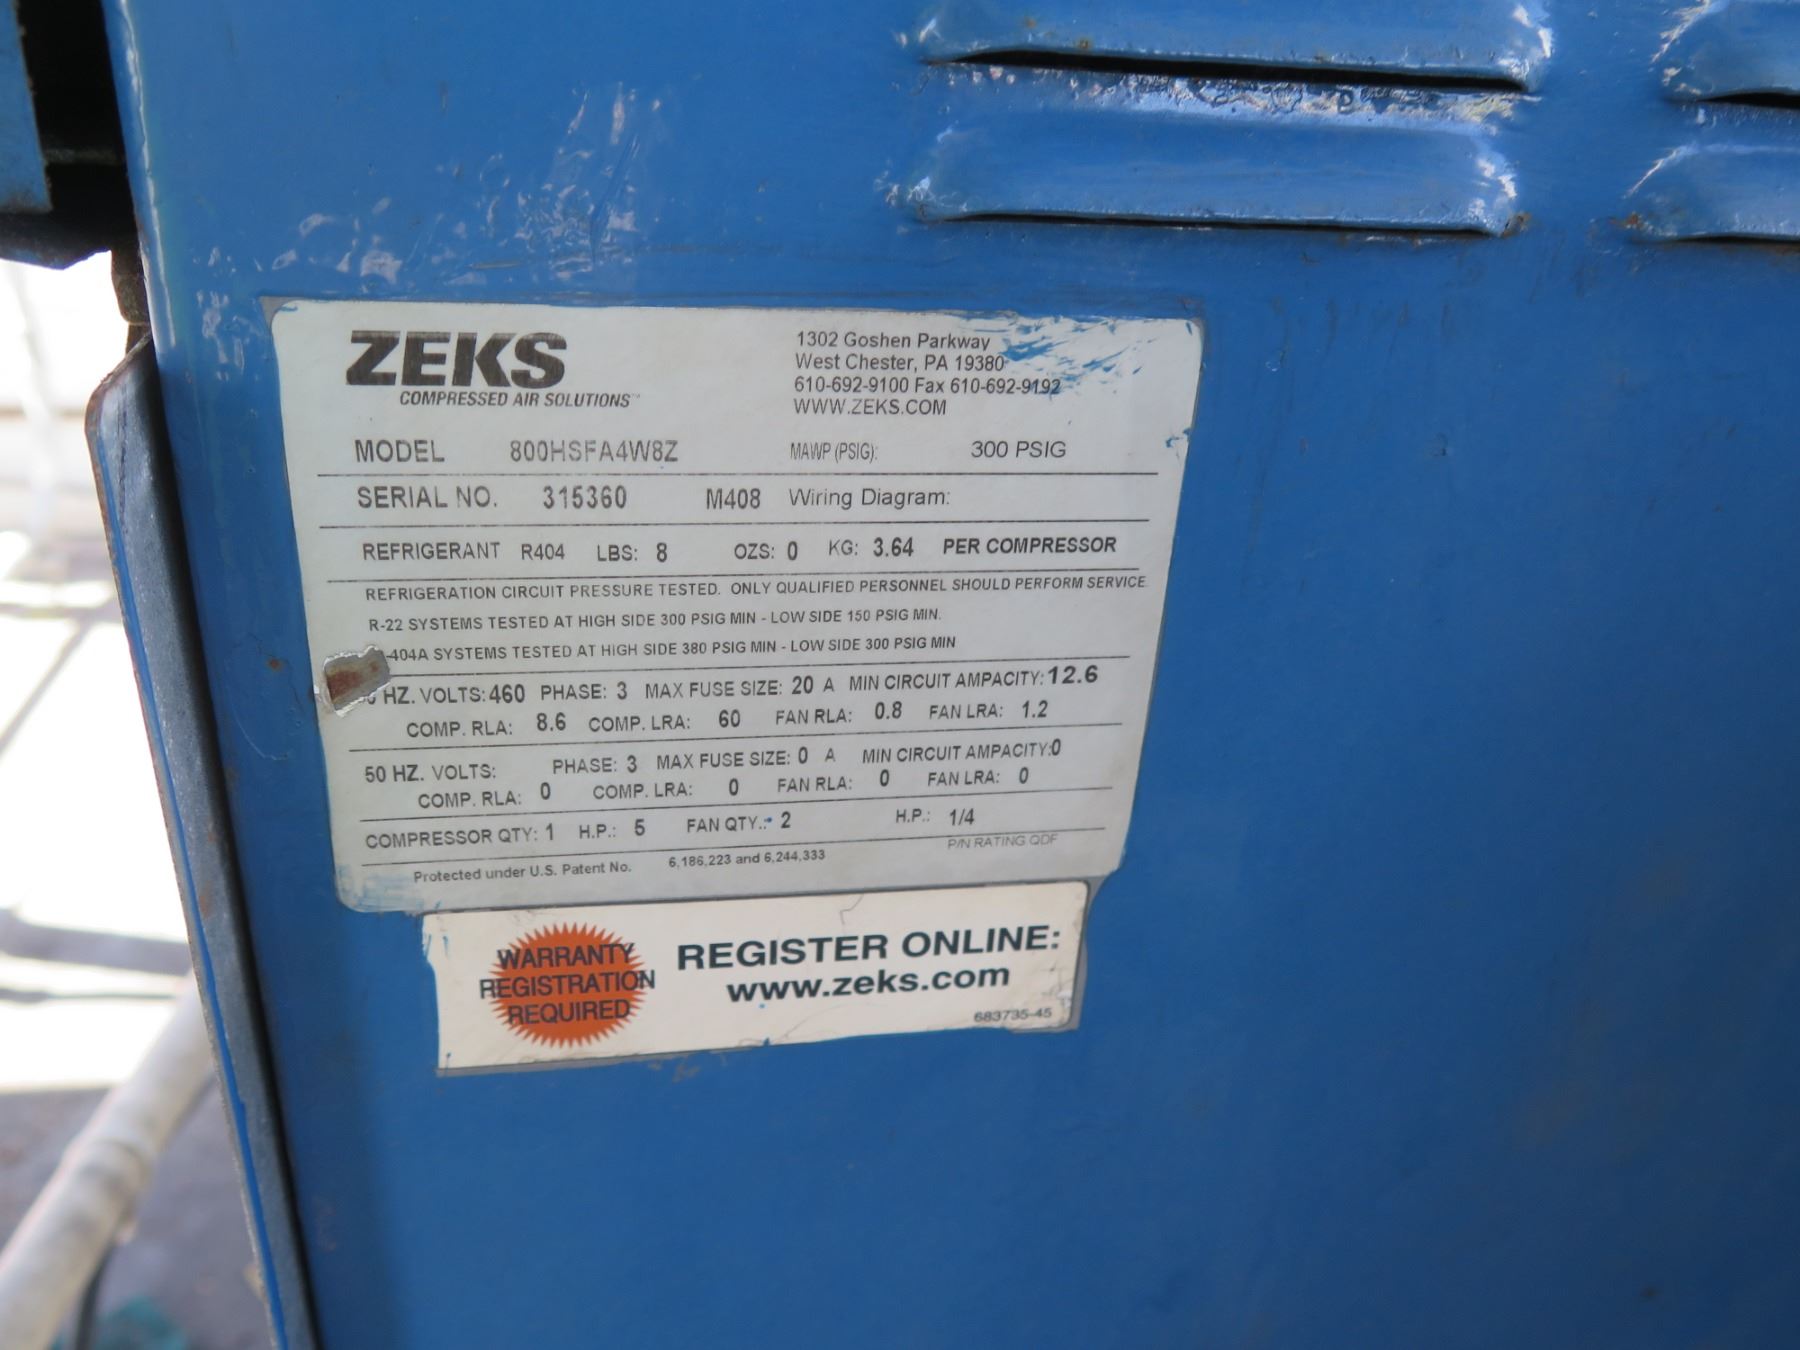 ZEKS
COMPRESSED AIR SOLUTIONS™
1302 Goshen Parkway
West Chester, PA 19380
610-692-9100 Fax 610-692-9192
WWW.ZEKS.COM
MODEL 800HSFA4W8Z MAWP (PSIG): 300 PSIG
SERIAL NO. 315360 M408 Wiring Diagram:
REFRIGERANT R404 LBS: 8 OZS: 0 KG: 3.64 PER COMPRESSOR
REFRIGERATION CIRCUIT PRESSURE TESTED. ONLY QUALIFIED PERSONNEL SHOULD PERFORM SERVICE
R-22 SYSTEMS TESTED AT HIGH SIDE 300 PSIG MIN - LOW SIDE 150 PSIG MIN.
-404A SYSTEMS TESTED AT HIGH SIDE 380 PSIG MIN - LOW SIDE 300 PSIG MIN
HZ. VOLTS: 460 PHASE: 3 MAX FUSE SIZE: 20 A MIN CIRCUIT AMPACITY: 12.6
COMP. RLA: 8.6 COMP. LRA: 60 FAN RLA: 0.8 FAN LRA: 1.2
50 HZ. VOLTS: PHASE: 3 MAX FUSE SIZE: 0 A MIN CIRCUIT AMPACITY: 0
COMP. RLA: 0 COMP. LRA: 0 FAN RLA: 0 FAN LRA: 0
COMPRESSOR QTY: 1 H.P.: 5 FAN QTY.: 2 H.P.: 1/4
P/N RATING QDF
Protected under U.S. Patent No. 6,186,223 and 6,244,333
WARRANTY
REGISTRATION
REQUIRED
REGISTER ONLINE:
www.zeks.com
683735-45